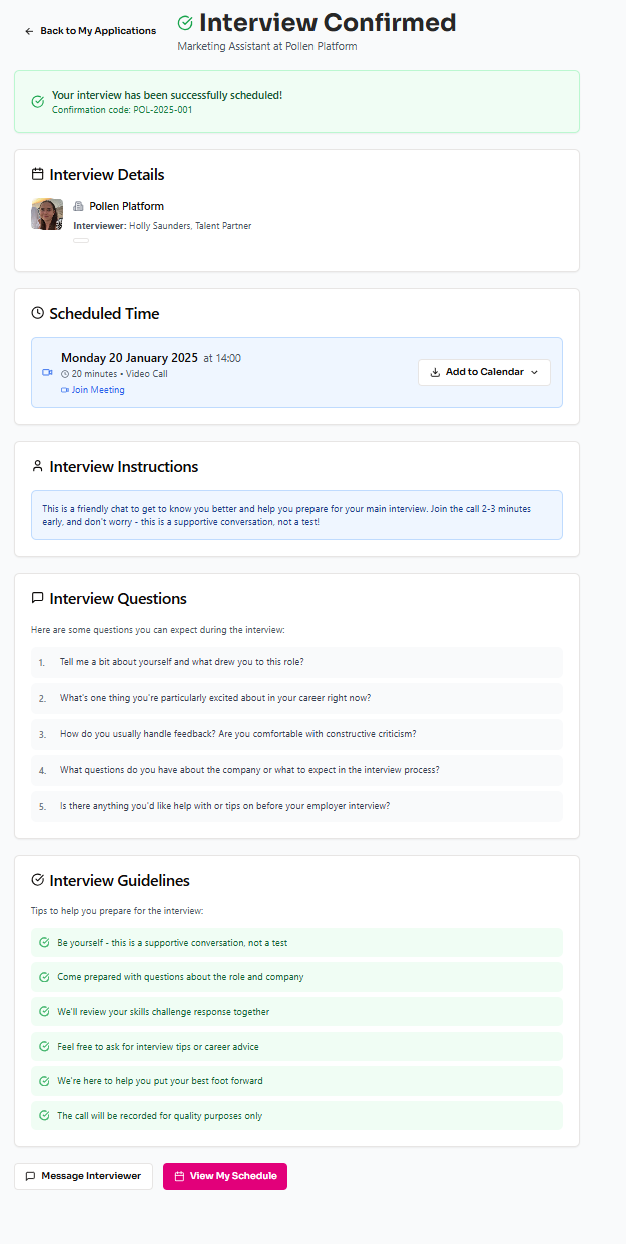 Back to My Applications
Interview Confirmed
Marketing Assistant at Pollen Platform
Your interview has been successfully scheduled!
Confirmation code: POL-2025-001
Interview Details
Pollen Platform
Interviewer: Holly Saunders, Talent Partner
Scheduled Time
Monday 20 January 2025 at 14:00
20 minutes • Video Call
Join Meeting
Add to Calendar
Interview Instructions
This is a friendly chat to get to know you better and help you prepare for your main interview. Join the call 2-3 minutes
early, and don't worry - this is a supportive conversation, not a test!
Interview Questions
Here are some questions you can expect during the interview:
1. Tell me a bit about yourself and what drew you to this role?
2. What's one thing you're particularly excited about in your career right now?
3. How do you usually handle feedback? Are you comfortable with constructive criticism?
4. What questions do you have about the company or what to expect in the interview process?
5. Is there anything you'd like help with or tips on before your employer interview?
Interview Guidelines
Tips to help you prepare for the interview:
Be yourself - this is a supportive conversation, not a test
Come prepared with questions about the role and company
We'll review your skills challenge response together
Feel free to ask for interview tips or career advice
We're here to help you put your best foot forward
The call will be recorded for quality purposes only
Message Interviewer
View My Schedule